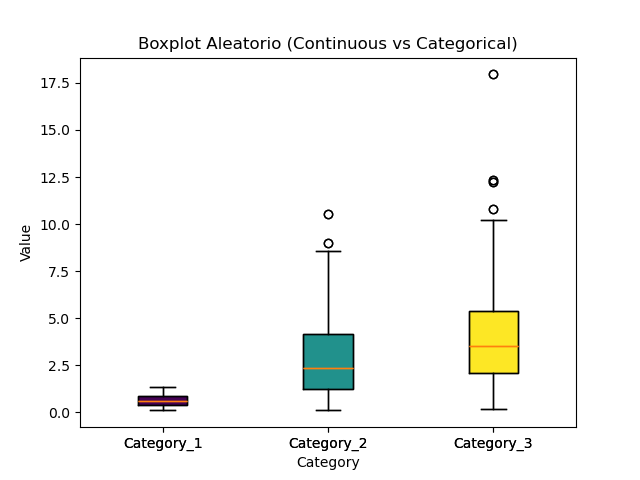 Boxplot Aleatorio (Continuous vs Categorical)
17.5
15.0
12.5
10.0
7.5
5.0
2.5
0.0
Value
Category_1 Category_2 Category_3
Category